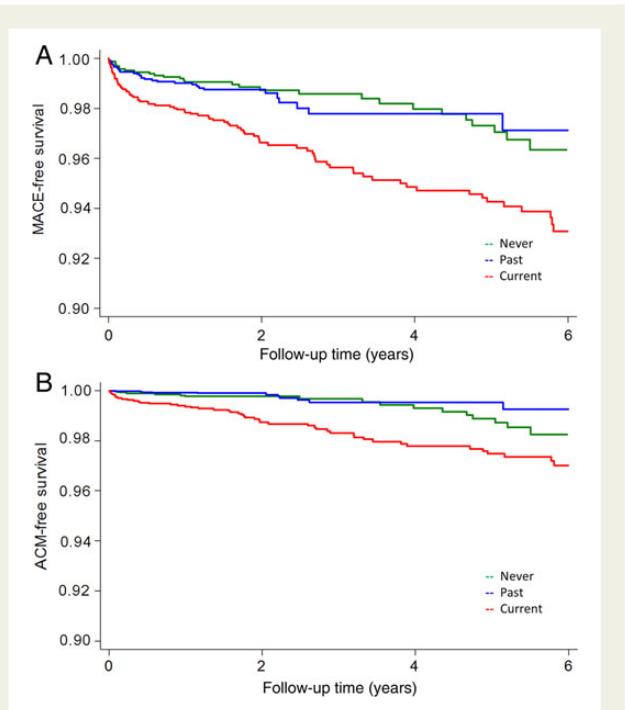 A
1.00
0.98
0.96
0.94
0.92
0.90
MACE-free survival
-- Never
-- Past
-- Current
0 2 4 6
Follow-up time (years)
B
1.00
0.98
0.96
0.94
0.92
0.90
ACM-free survival
-- Never
-- Past
-- Current
0 2 4 6
Follow-up time (years)